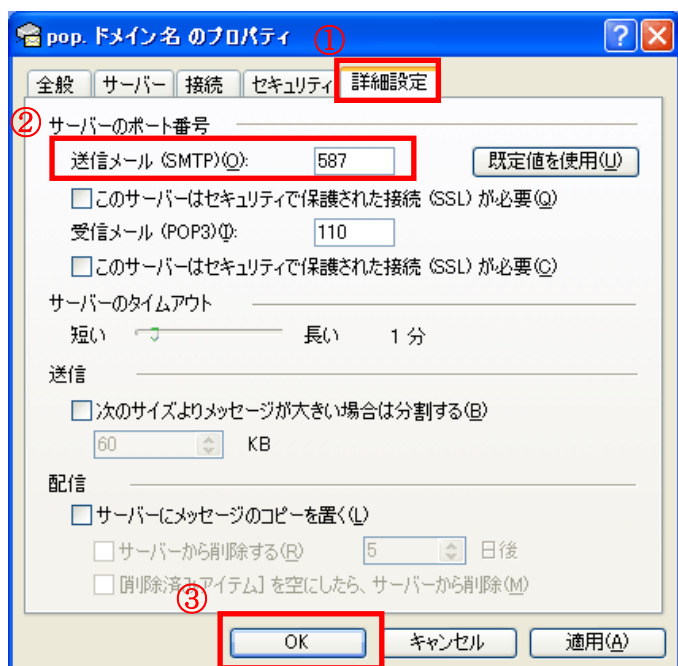 pop. ドメイン名 のプロパティ ①
全般 サーバー 接続 セキュリティ 詳細設定
② サーバーのポート番号
送信メール (SMTP)(O): 587 既定値を使用(U)
このサーバーはセキュリティで保護された接続 (SSL) が必要(Q)
受信メール (POP3)(I): 110
このサーバーはセキュリティで保護された接続 (SSL) が必要(C)
サーバーのタイムアウト
短い 長い 1 分
送信
次のサイズよりメッセージが大きい場合は分割する(B)
60 KB
配信
サーバーにメッセージのコピーを置く(L)
サーバーから削除する(R) 5 日後
[削除済みアイテム] を空にしたら、サーバーから削除(M)
③
OK キャンセル 適用(A)